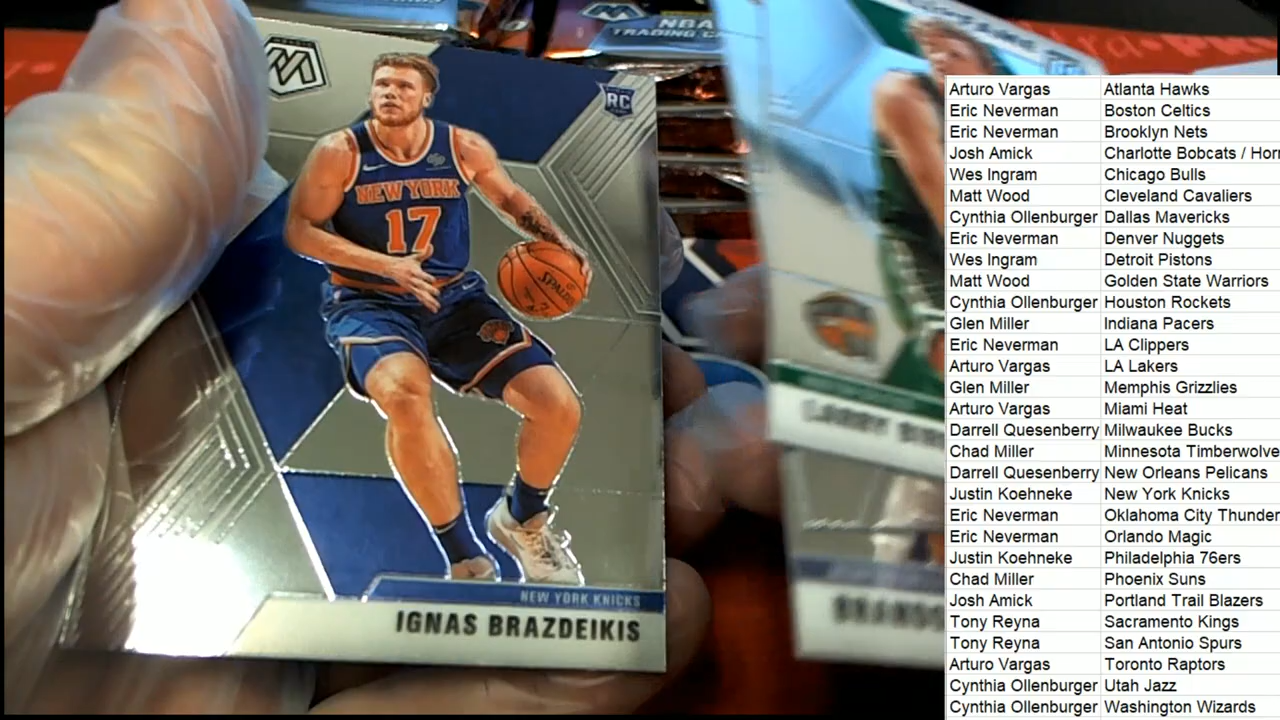 NBA
TRADING
RC
NEW YORK
17
SPALDING
NEW YORK KNICKS
IGNAS BRAZDEIKIS
LARRY
Arturo Vargas Atlanta Hawks
Eric Neverman Boston Celtics
Eric Neverman Brooklyn Nets
Josh Amick Charlotte Bobcats / Horn
Wes Ingram Chicago Bulls
Matt Wood Cleveland Cavaliers
Cynthia Ollenburger Dallas Mavericks
Eric Neverman Denver Nuggets
Wes Ingram Detroit Pistons
Matt Wood Golden State Warriors
Cynthia Ollenburger Houston Rockets
Glen Miller Indiana Pacers
Eric Neverman LA Clippers
Arturo Vargas LA Lakers
Glen Miller Memphis Grizzlies
Arturo Vargas Miami Heat
Darrell Quesenberry Milwaukee Bucks
Chad Miller Minnesota Timberwolve
Darrell Quesenberry New Orleans Pelicans
Justin Koehneke New York Knicks
Eric Neverman Oklahoma City Thunder
Eric Neverman Orlando Magic
Justin Koehneke Philadelphia 76ers
Chad Miller Phoenix Suns
Josh Amick Portland Trail Blazers
Tony Reyna Sacramento Kings
Tony Reyna San Antonio Spurs
Arturo Vargas Toronto Raptors
Cynthia Ollenburger Utah Jazz
Cynthia Ollenburger Washington Wizards